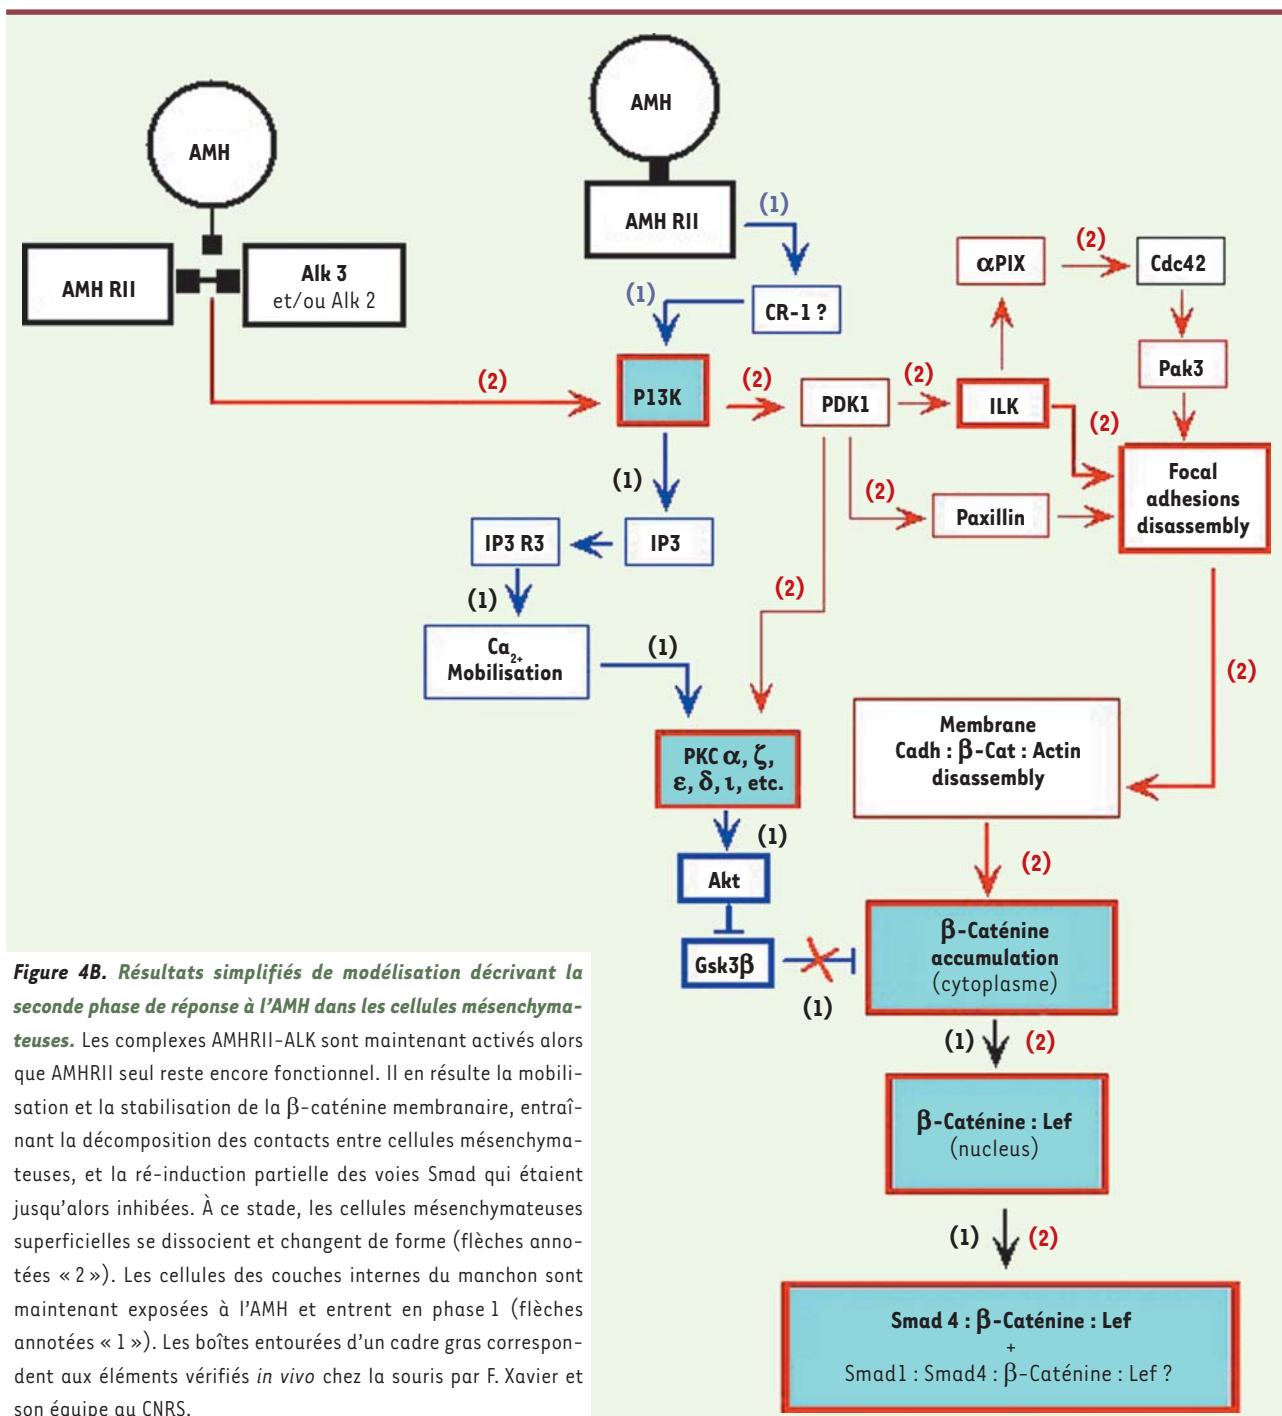 AMH
AMH
AMH RII
(1)
AMH RII
Alk 3
et/ou Alk 2
(1)
CR-1 ?
αPIX
(2)
Cdc42
Pak3
(2)
P13K
(2)
PDK1
(2)
ILK
(2)
Focal
adhesions
disassembly
(1)
(2)
Paxillin
IP3 R3
IP3
(1)
(2)
Ca2+
Mobilisation
(1)
(2)
PKC α, ζ,
ε, δ, ι, etc.
Membrane
Cadh : β-Cat : Actin
disassembly
(1)
(2)
Akt
Gsk3β
(1)
β-Caténine
accumulation
(cytoplasme)
(1)
(2)
β-Caténine : Lef
(nucleus)
(1)
(2)
Smad 4 : β-Caténine : Lef
+
Smad1 : Smad4 : β-Caténine : Lef ?
Figure 4B. Résultats simplifiés de modélisation décrivant la
seconde phase de réponse à l'AMH dans les cellules mésenchyma-
teuses. Les complexes AMHRII-ALK sont maintenant activés alors
que AMHRII seul reste encore fonctionnel. Il en résulte la mobili-
sation et la stabilisation de la β-caténine membranaire, entraî-
nant la décomposition des contacts entre cellules mésenchyma-
teuses, et la ré-induction partielle des voies Smad qui étaient
jusqu'alors inhibées. À ce stade, les cellules mésenchymateuses
superficielles se dissocient et changent de forme (flèches anno-
tées « 2 »). Les cellules des couches internes du manchon sont
maintenant exposées à l'AMH et entrent en phase 1 (flèches
annotées « 1 »). Les boîtes entourées d'un cadre gras correspon-
dent aux éléments vérifiés in vivo chez la souris par F. Xavier et
son équipe au CNRS.